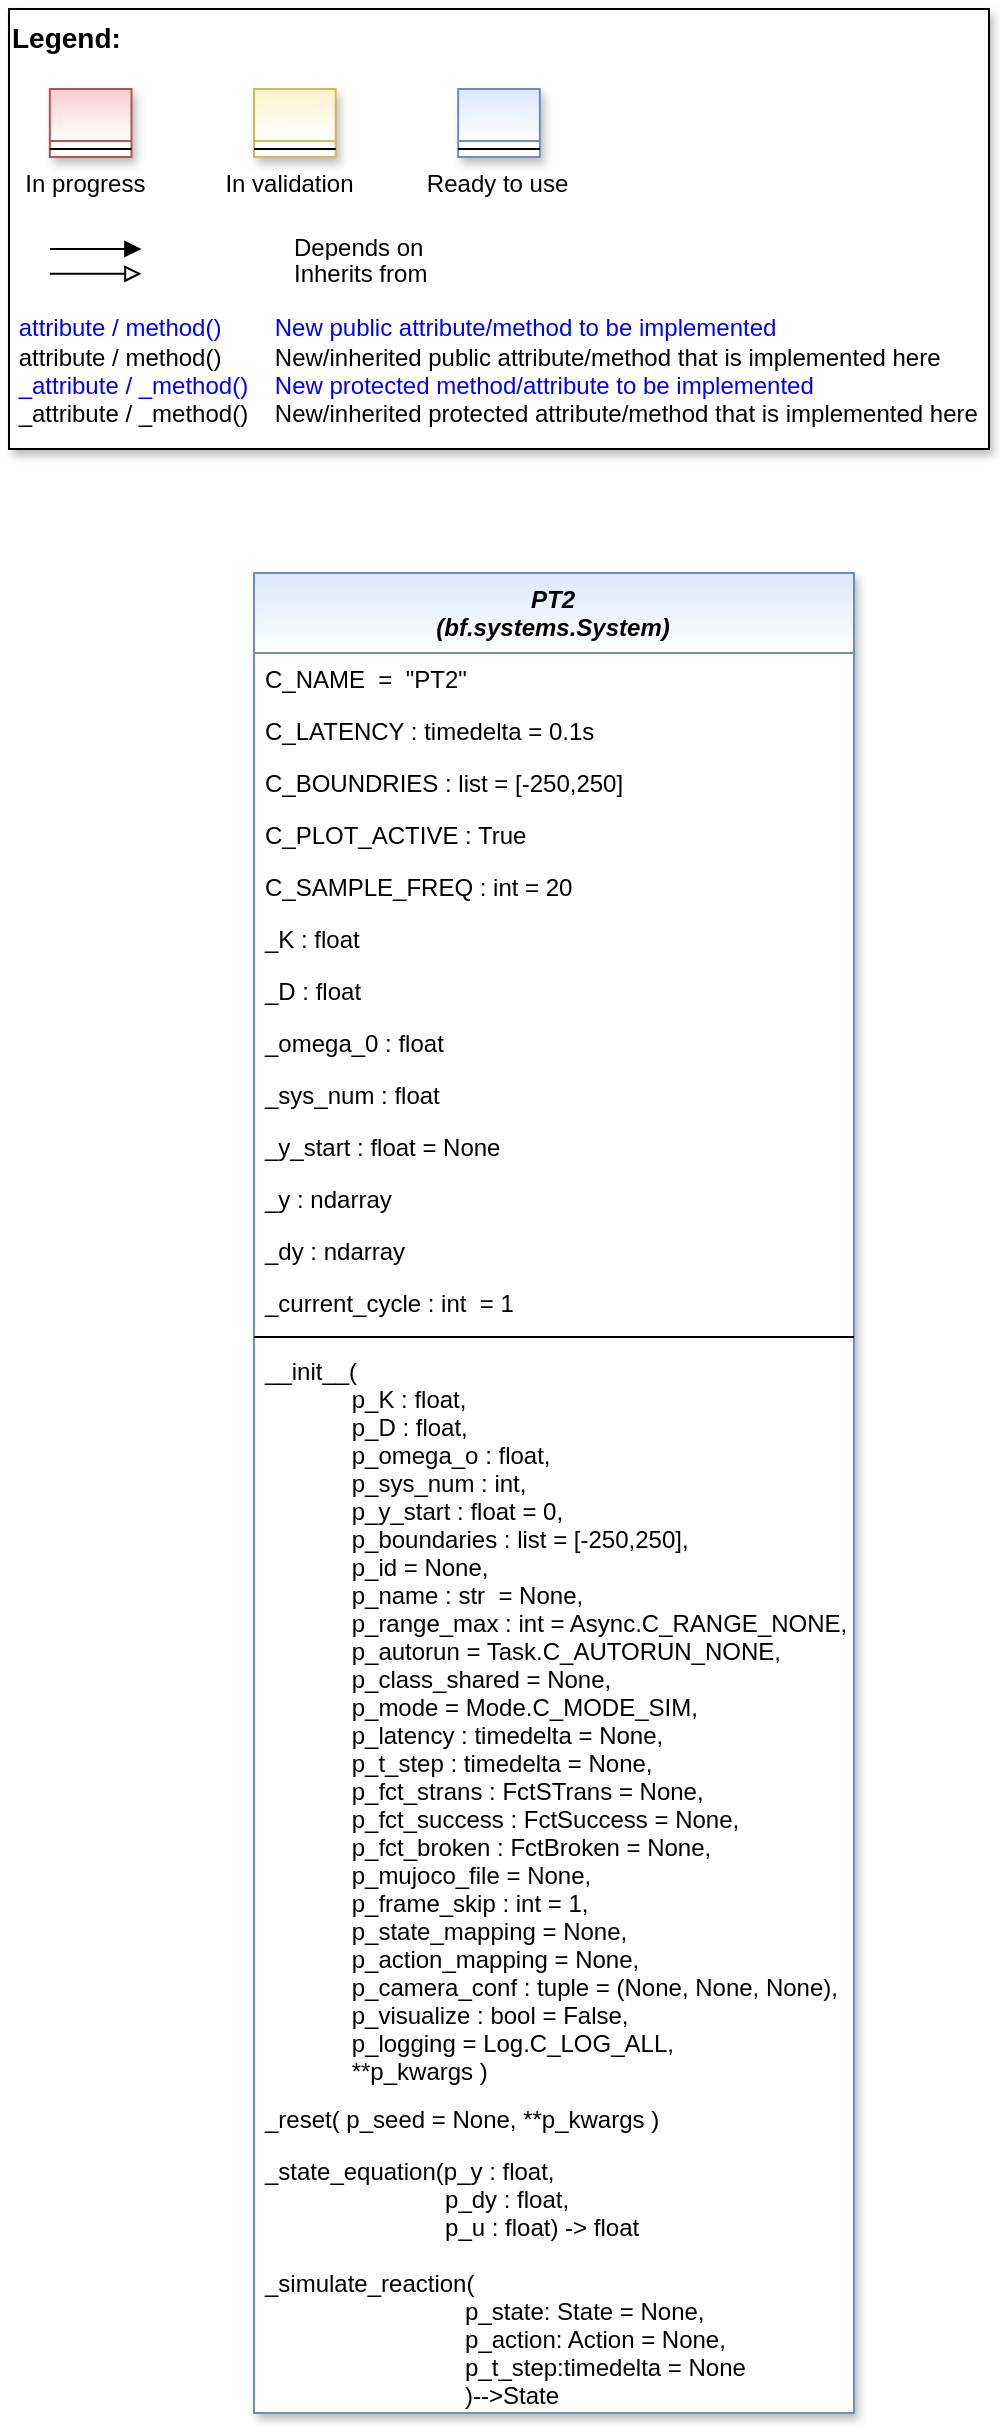 Legend:
In progress
In validation
Ready to use
Depends on
Inherits from
attribute / method() New public attribute/method to be implemented
attribute / method() New/inherited public attribute/method that is implemented here
_attribute / _method() New protected method/attribute to be implemented
_attribute / _method() New/inherited protected attribute/method that is implemented here
PT2
(bf.systems.System)
C_NAME = "PT2"
C_LATENCY : timedelta = 0.1s
C_BOUNDRIES : list = [-250,250]
C_PLOT_ACTIVE : True
C_SAMPLE_FREQ : int = 20
_K : float
_D : float
_omega_0 : float
_sys_num : float
_y_start : float = None
_y : ndarray
_dy : ndarray
_current_cycle : int = 1
__init__(
p_K : float,
p_D : float,
p_omega_o : float,
p_sys_num : int,
p_y_start : float = 0,
p_boundaries : list = [-250,250],
p_id = None,
p_name : str = None,
p_range_max : int = Async.C_RANGE_NONE,
p_autorun = Task.C_AUTORUN_NONE,
p_class_shared = None,
p_mode = Mode.C_MODE_SIM,
p_latency : timedelta = None,
p_t_step : timedelta = None,
p_fct_strans : FctSTrans = None,
p_fct_success : FctSuccess = None,
p_fct_broken : FctBroken = None,
p_mujoco_file = None,
p_frame_skip : int = 1,
p_state_mapping = None,
p_action_mapping = None,
p_camera_conf : tuple = (None, None, None),
p_visualize : bool = False,
p_logging = Log.C_LOG_ALL,
**p_kwargs )
_reset( p_seed = None, **p_kwargs )
_state_equation(p_y : float,
p_dy : float,
p_u : float) -> float
_simulate_reaction(
p_state: State = None,
p_action: Action = None,
p_t_step:timedelta = None
)-->State